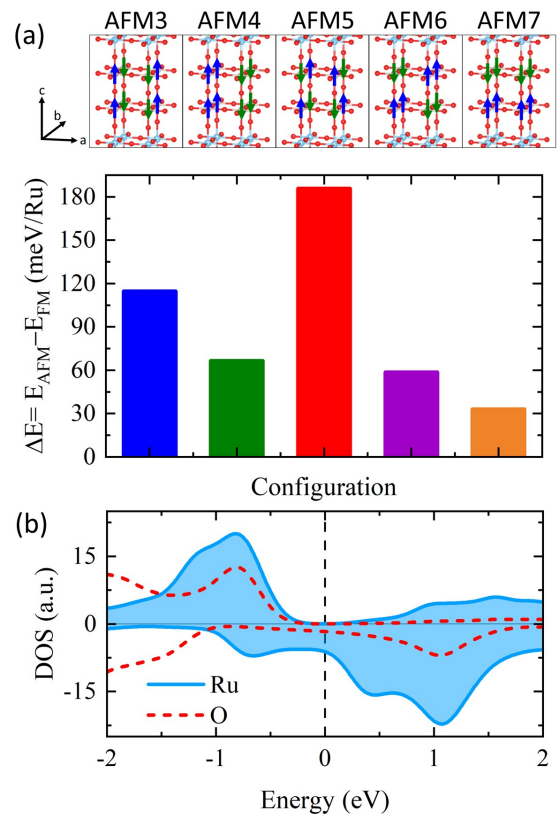 (a) AFM3 AFM4 AFM5 AFM6 AFM7
c
b
a
180
150
120
90
60
30
0
ΔE= E_AFM−E_FM (meV/Ru)
Configuration
(b)
15
0
-15
DOS (a.u.)
Ru
O
-2 -1 0 1 2
Energy (eV)